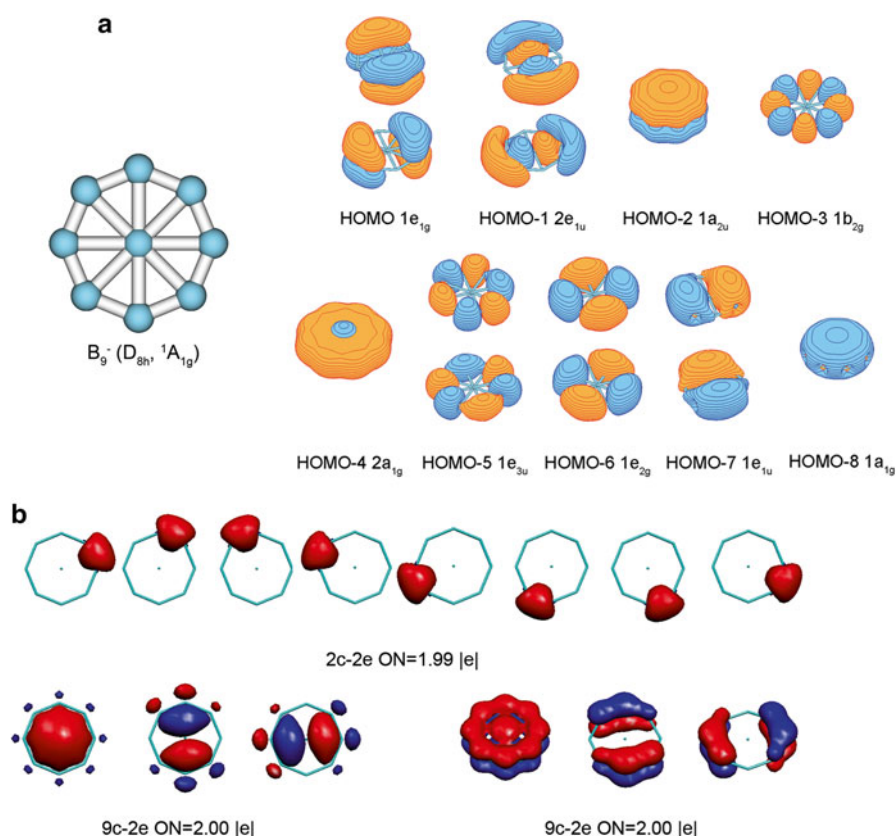 a
HOMO 1e₁g
HOMO-1 2e₁ᵤ
HOMO-2 1a₂ᵤ
HOMO-3 1b₂g
B₉⁻ (D₈ₕ, ¹A₁g)
HOMO-4 2a₁g
HOMO-5 1e₃ᵤ
HOMO-6 1e₂g
HOMO-7 1e₁ᵤ
HOMO-8 1a₁g
b
2c-2e ON=1.99 |e|
9c-2e ON=2.00 |e|
9c-2e ON=2.00 |e|